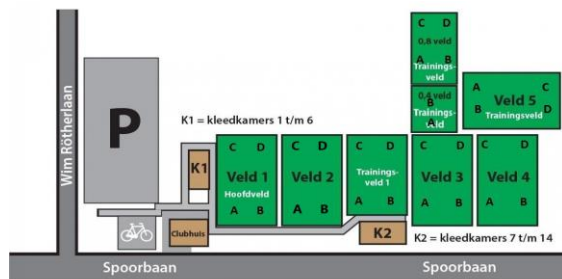 C D
0,8 veld
A B
Trainings-
veld
0,4 veld
B
Trainings-
A
veld
A C
Veld 5
B D
Trainingsveld
Wim Rötherlaan
P
K1 = kleedkamers 1 t/m 6
K1
C D
Veld 1
Hoofdveld
A B
C D
Veld 2
A B
C D
Trainings-
veld 1
A B
C D
Veld 3
A B
C D
Veld 4
A B
Clubhuis
K2
K2 = kleedkamers 7 t/m 14
Spoorbaan
Spoorbaan